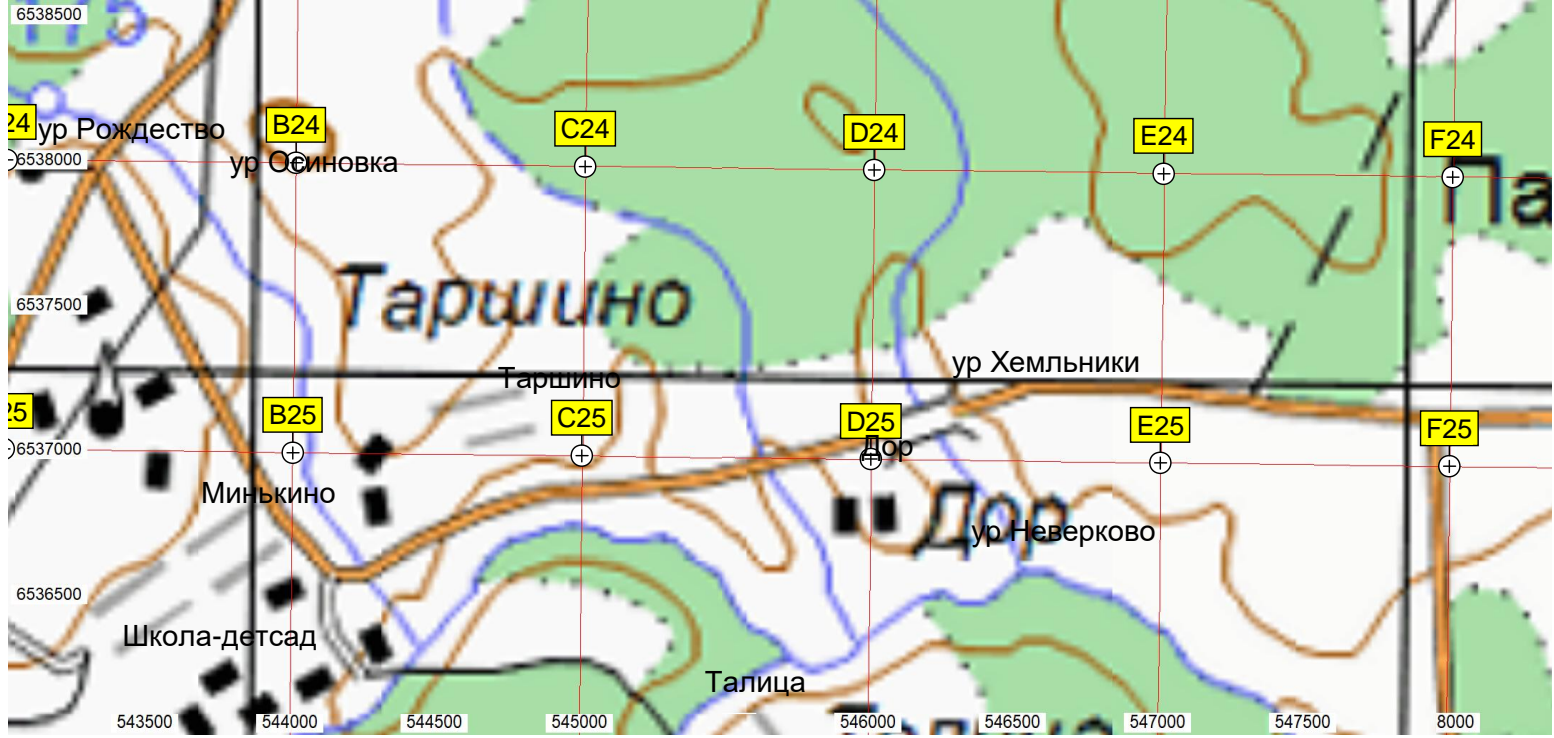 6538500
175
24
ур Рождество
B24
C24
D24
E24
F24
6538000
ур Осиновка
Па
6537500
Таршино
ур Хемльники
Таршино
25
B25
C25
D25
E25
F25
6537000
Дор
Минькино
Дор
ур Неверково
6536500
Школа-детсад
Талица
543500
544000
544500
545000
546000
546500
547000
547500
8000